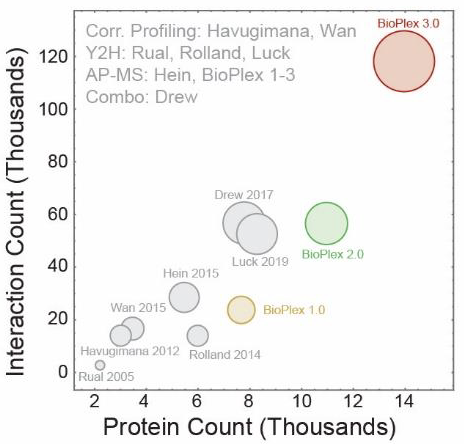 BioPlex 3.0
Corr. Profiling: Havugimana, Wan
Y2H: Rual, Rolland, Luck
AP-MS: Hein, BioPlex 1-3
Combo: Drew
120
100
80
60
40
20
0
Interaction Count (Thousands)
Drew 2017
Luck 2019
BioPlex 2.0
Hein 2015
Wan 2015
BioPlex 1.0
Havugimana 2012
Rolland 2014
Rual 2005
2 4 6 8 10 12 14
Protein Count (Thousands)